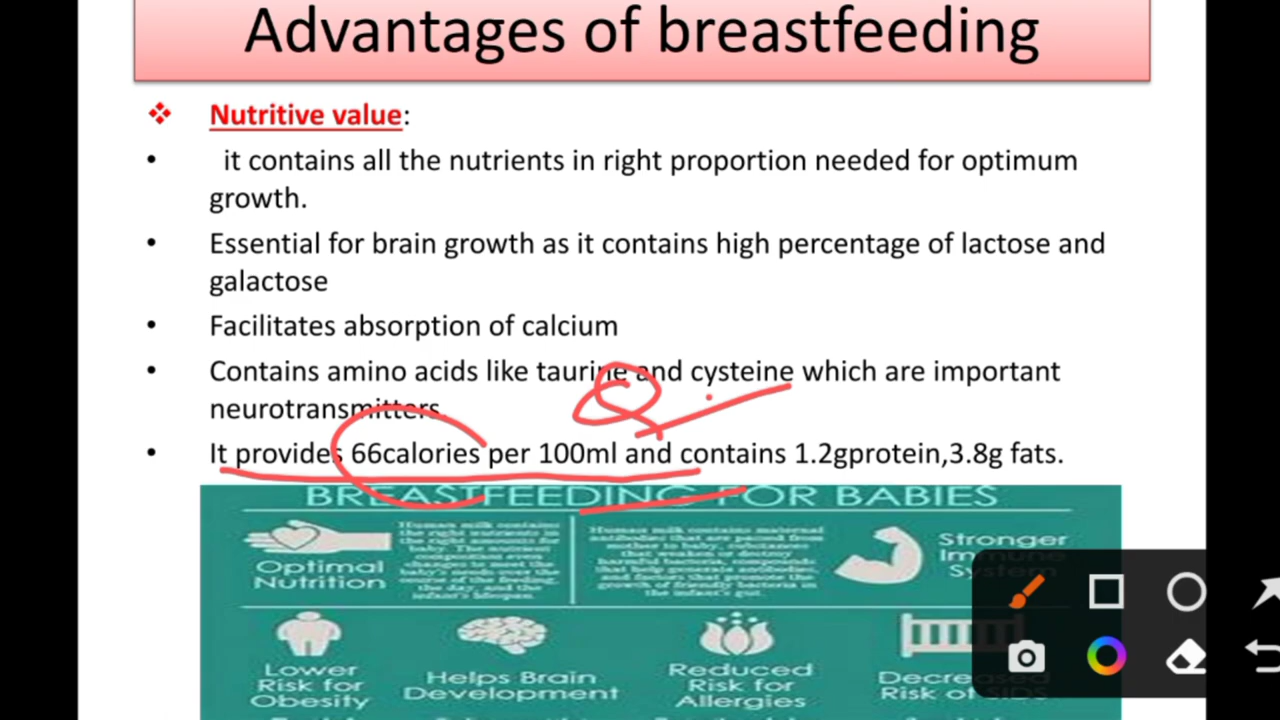 Advantages of breastfeeding
❖ Nutritive value:
• it contains all the nutrients in right proportion needed for optimum
growth.
• Essential for brain growth as it contains high percentage of lactose and
galactose
• Facilitates absorption of calcium
• Contains amino acids like taurine and cysteine which are important
neurotransmitters.
• It provides 66calories per 100ml and contains 1.2gprotein,3.8g fats.
BREASTFEEDING FOR BABIES
Optimal
Nutrition
Human milk contains
the right nutrients in
the right amounts for
baby. The nutrient
composition even
changes to meet the
baby's needs over the
course of the feeding,
the day, and the
infant's lifespan.
Human milk contains maternal
antibodies that are passed from
mother to baby, substances
that weaken or destroy
harmful bacteria, compounds
that help generate antibodies,
and factors that promote the
growth of friendly bacteria in
the infant's gut.
Stronger
Immune
System
Lower
Risk for
Obesity
Helps Brain
Development
Reduced
Risk for
Allergies
Decreased
Risk of SIDS